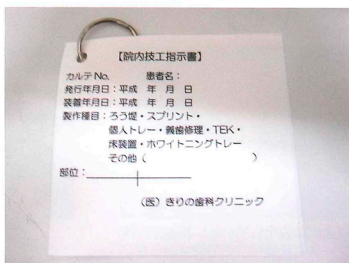 【院内技工指示書】
カルテNo. 患者名：
発行年月日：平成 年 月 日
装着年月日：平成 年 月 日
製作種目：ろう堤・スプリント・
個人トレー・義歯修理・TEK・
床装置・ホワイトニングトレー
その他（ ）
部位：
（医）きりの歯科クリニック